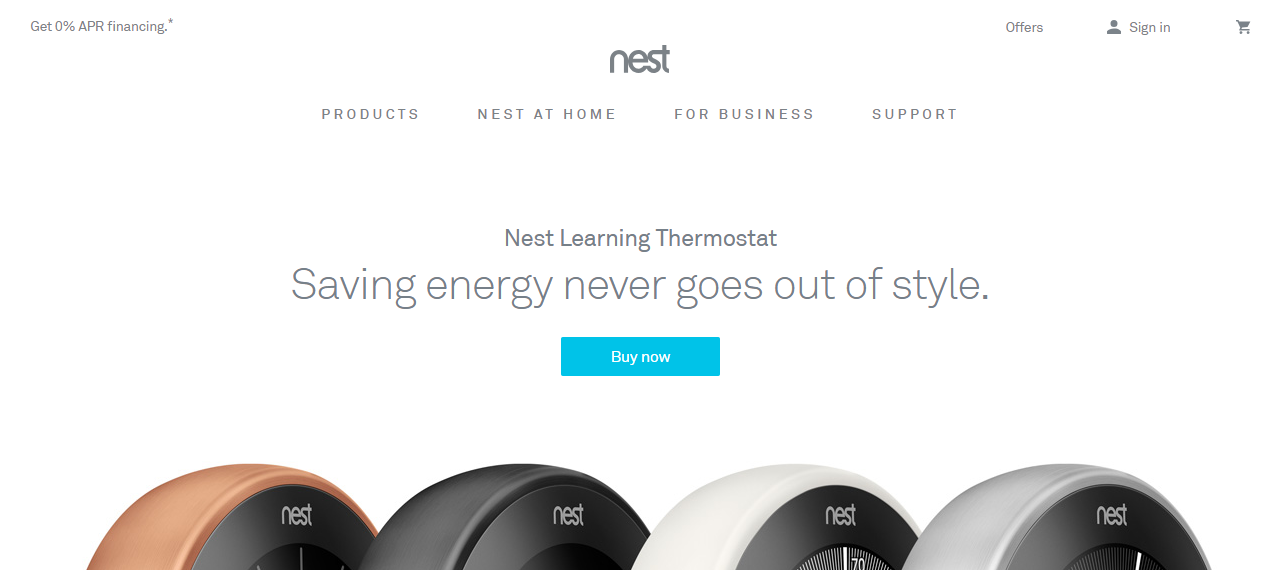 Get 0% APR financing.*
Offers
Sign in
nest
PRODUCTS
NEST AT HOME
FOR BUSINESS
SUPPORT
Nest Learning Thermostat
Saving energy never goes out of style.
Buy now
nest
nest
nest
nest
70